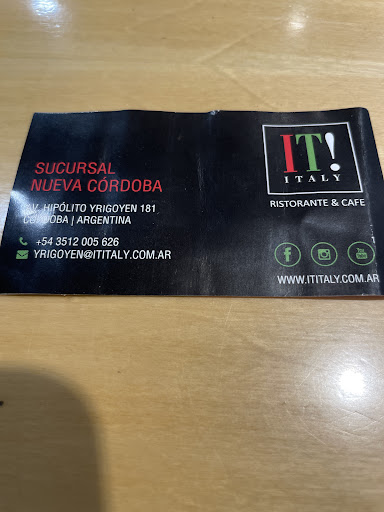 SUCURSAL
NUEVA CÓRDOBA
AV. HIPÓLITO YRIGOYEN 181
CÓRDOBA | ARGENTINA
+54 3512 005 626
YRIGOYEN@ITITALY.COM.AR
IT!
ITALY
RISTORANTE & CAFE
WWW.ITITALY.COM.AR